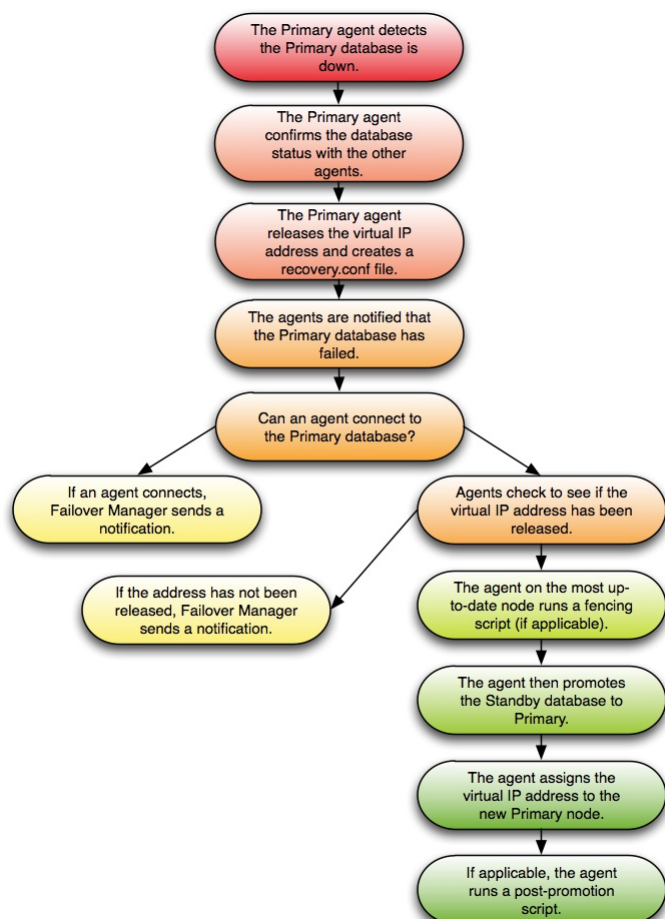 The Primary agent detects
the Primary database is
down.
The Primary agent
confirms the database
status with the other
agents.
The Primary agent
releases the virtual IP
address and creates a
recovery.conf file.
The agents are notified that
the Primary database has
failed.
Can an agent connect to
the Primary database?
If an agent connects,
Failover Manager sends a
notification.
Agents check to see if the
virtual IP address has been
released.
If the address has not been
released, Failover Manager
sends a notification.
The agent on the most up-
to-date node runs a fencing
script (if applicable).
The agent then promotes
the Standby database to
Primary.
The agent assigns the
virtual IP address to the
new Primary node.
If applicable, the agent
runs a post-promotion
script.